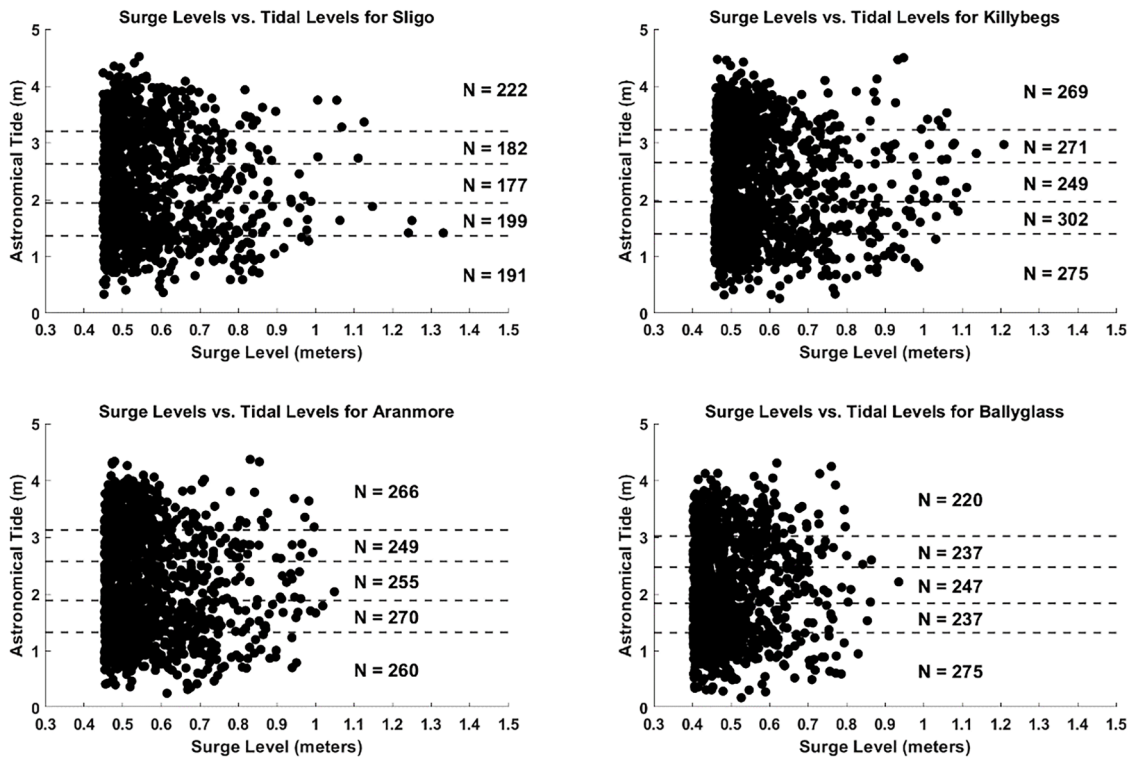 Surge Levels vs. Tidal Levels for Sligo
5
4
3
2
1
0
Astronomical Tide (m)
N = 222
N = 182
N = 177
N = 199
N = 191
0.3 0.4 0.5 0.6 0.7 0.8 0.9 1 1.1 1.2 1.3 1.4 1.5
Surge Level (meters)
Surge Levels vs. Tidal Levels for Killybegs
5
4
3
2
1
0
Astronomical Tide (m)
N = 269
N = 271
N = 249
N = 302
N = 275
0.3 0.4 0.5 0.6 0.7 0.8 0.9 1 1.1 1.2 1.3 1.4 1.5
Surge Level (meters)
Surge Levels vs. Tidal Levels for Aranmore
5
4
3
2
1
0
Astronomical Tide (m)
N = 266
N = 249
N = 255
N = 270
N = 260
0.3 0.4 0.5 0.6 0.7 0.8 0.9 1 1.1 1.2 1.3 1.4 1.5
Surge Level (meters)
Surge Levels vs. Tidal Levels for Ballyglass
5
4
3
2
1
0
Astronomical Tide (m)
N = 220
N = 237
N = 247
N = 237
N = 275
0.3 0.4 0.5 0.6 0.7 0.8 0.9 1 1.1 1.2 1.3 1.4 1.5
Surge Level (meters)